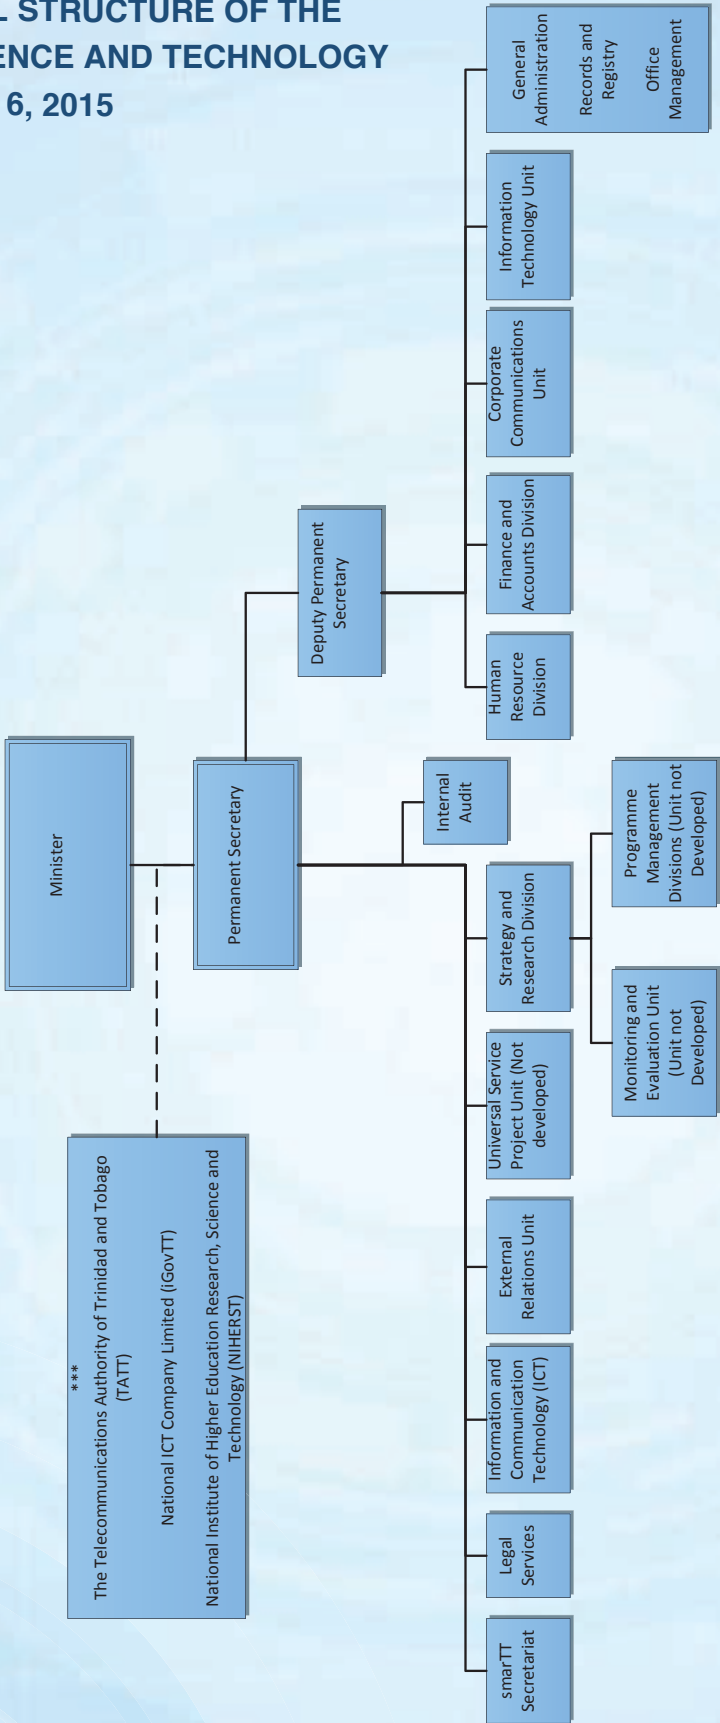 L STRUCTURE OF THE
ENCE AND TECHNOLOGY
6, 2015
Minister
***
The Telecommunications Authority of Trinidad and Tobago
(TATT)
National ICT Company Limited (iGovTT)
National Institute of Higher Education Research, Science and
Technology (NIHERST)
Permanent Secretary
Deputy Permanent
Secretary
Internal
Audit
smarTT
Secretariat
Legal
Services
Information and
Communication
Technology (ICT)
External
Relations Unit
Universal Service
Project Unit (Not
developed)
Strategy and
Research Division
Human
Resource
Division
Finance and
Accounts Division
Corporate
Communications
Unit
Information
Technology Unit
General
Administration
Records and
Registry
Office
Management
Monitoring and
Evaluation Unit
(Unit not
Developed)
Programme
Management
Divisions (Unit not
Developed)